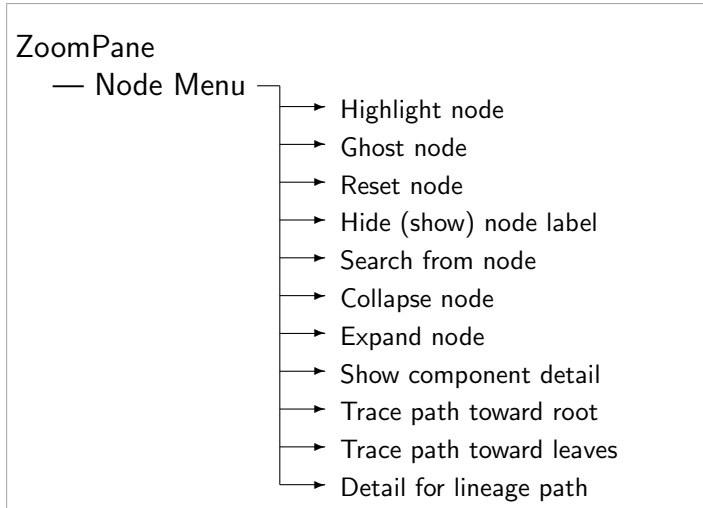 ZoomPane
Node Menu
Highlight node
Ghost node
Reset node
Hide (show) node label
Search from node
Collapse node
Expand node
Show component detail
Trace path toward root
Trace path toward leaves
Detail for lineage path